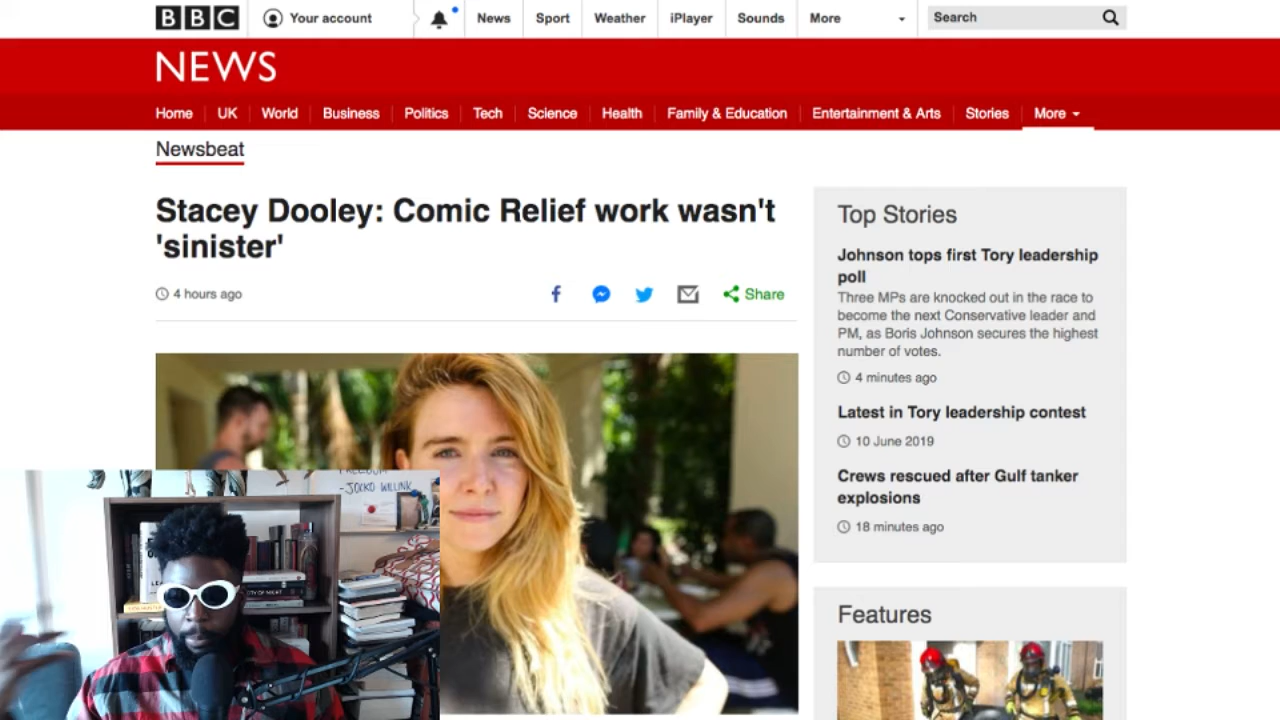 BBC
Your account
News
Sport
Weather
iPlayer
Sounds
More
Search
NEWS
Home
UK
World
Business
Politics
Tech
Science
Health
Family & Education
Entertainment & Arts
Stories
More
Newsbeat
Stacey Dooley: Comic Relief work wasn't
'sinister'
4 hours ago
Share
Top Stories
Johnson tops first Tory leadership
poll
Three MPs are knocked out in the race to
become the next Conservative leader and
PM, as Boris Johnson secures the highest
number of votes.
4 minutes ago
Latest in Tory leadership contest
10 June 2019
Crews rescued after Gulf tanker
explosions
18 minutes ago
Features
FREEDOM
-JOCKO WILLINK